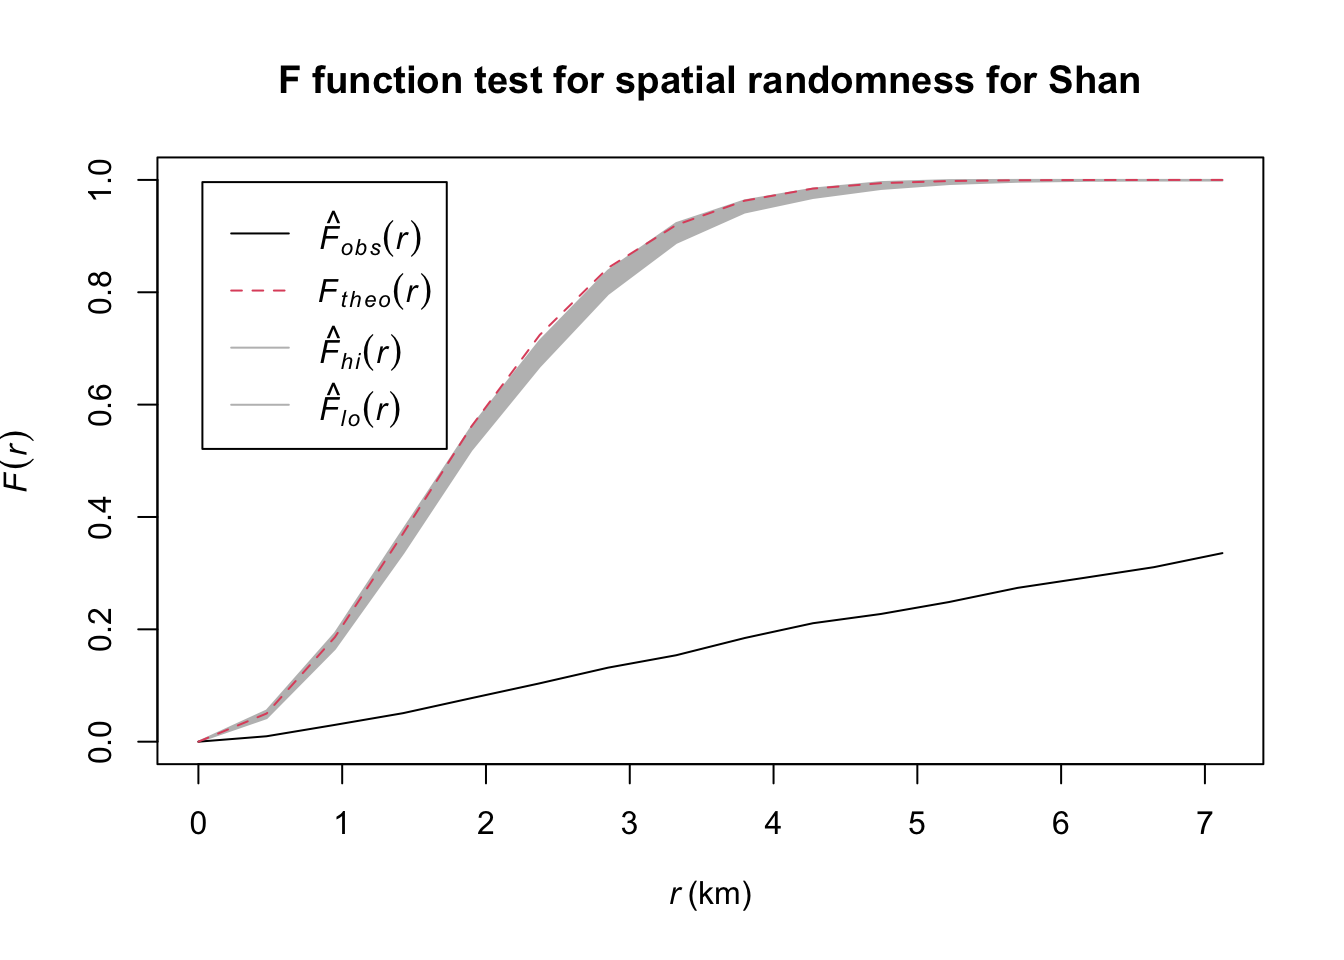 F function test for spatial randomness for Shan
F̂obs(r)
Ftheo(r)
F̂hi(r)
F̂lo(r)
F(r)
1.0
0.8
0.6
0.4
0.2
0.0
0 1 2 3 4 5 6 7
r (km)